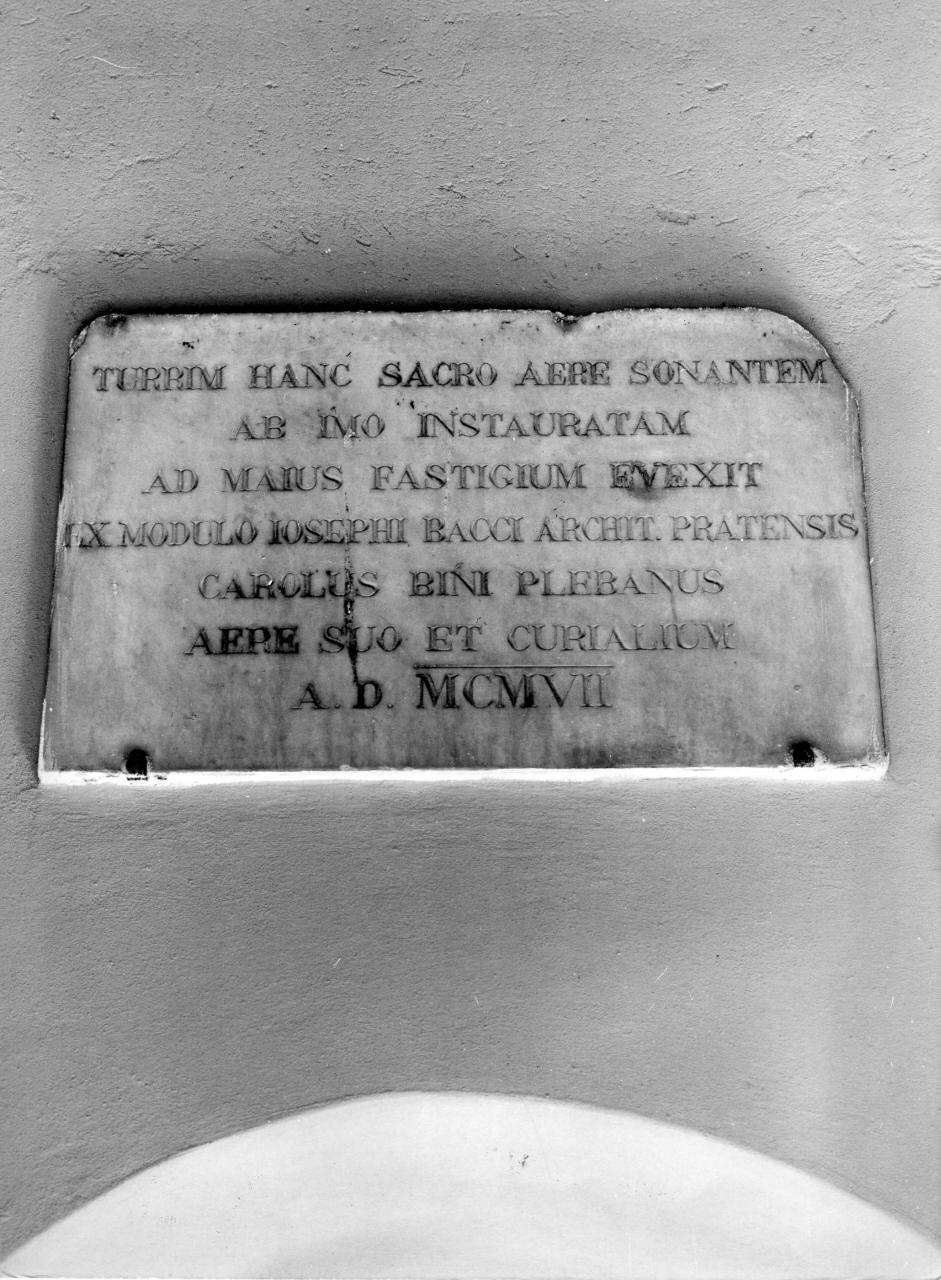 TURRIM HANC SACRO AERE SONANTEM
AB IMO INSTAURATAM
AD MAIUS FASTIGIUM EVEXIT
EX MODULO IOSEPHI BACCI ARCHIT. PRATENSIS
CAROLUS BINI PLEBANUS
AERE SUO ET CURIALIUM
A. D. MCMVII